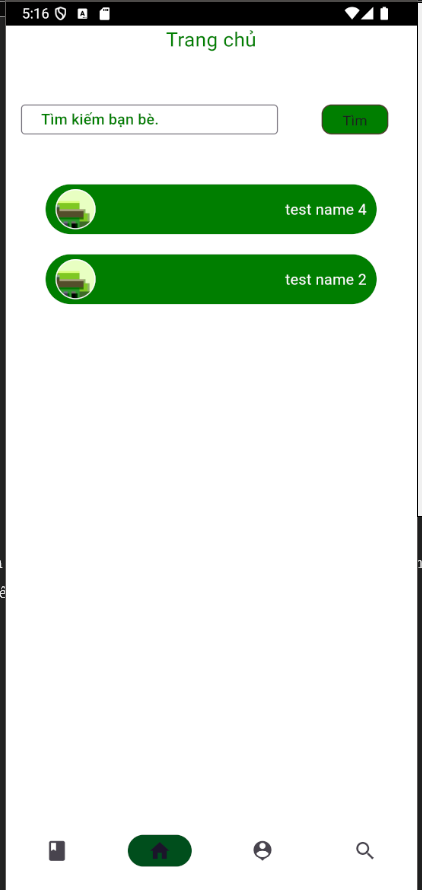 5:16
A
Trang chủ
Tìm kiếm bạn bè.
Tìm
test name 4
test name 2